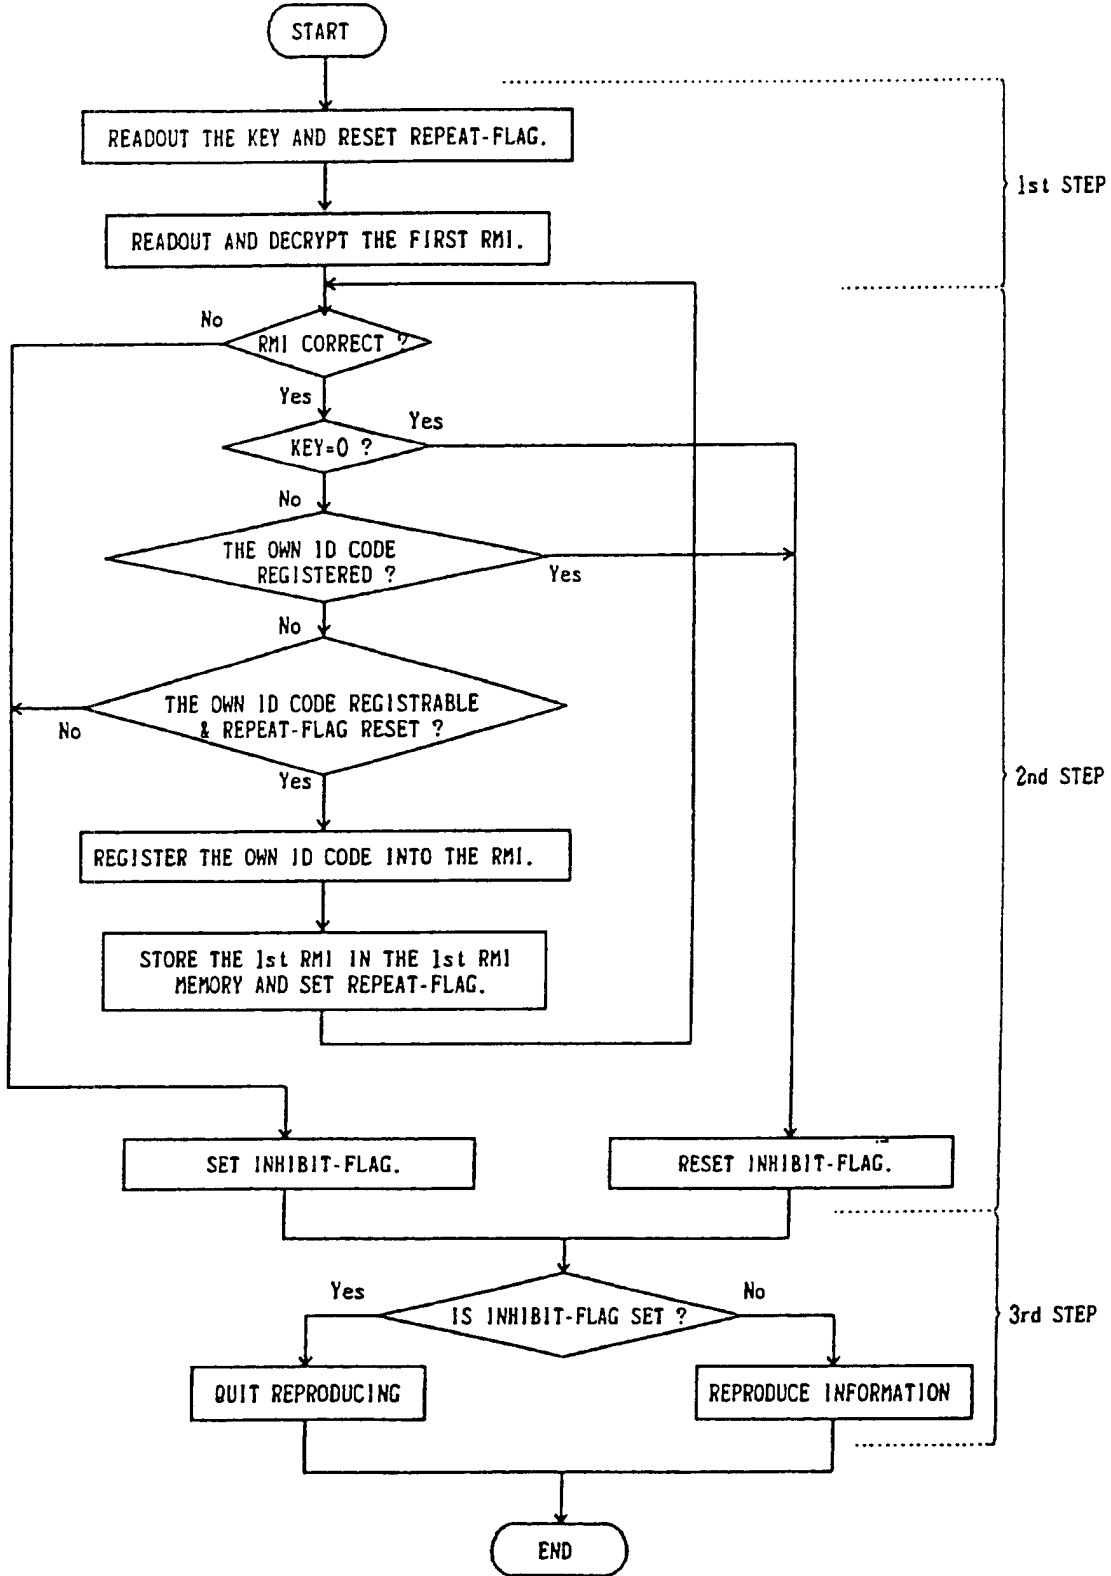 START
READOUT THE KEY AND RESET REPEAT-FLAG.
1st STEP
READOUT AND DECRYPT THE FIRST RMI.
No
RMI CORRECT ?
Yes
Yes
KEY=0 ?
No
THE OWN ID CODE
REGISTERED ?
Yes
No
THE OWN ID CODE REGISTRABLE
& REPEAT-FLAG RESET ?
No
Yes
2nd STEP
REGISTER THE OWN ID CODE INTO THE RMI.
STORE THE 1st RMI IN THE 1st RMI
MEMORY AND SET REPEAT-FLAG.
SET INHIBIT-FLAG.
RESET INHIBIT-FLAG.
Yes
No
IS INHIBIT-FLAG SET ?
3rd STEP
QUIT REPRODUCING
REPRODUCE INFORMATION
END